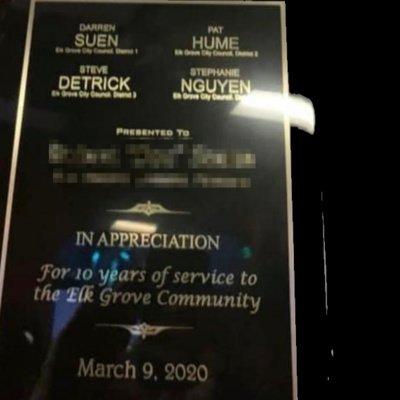 DARREN
SUEN
Elk Grove City Council, District 1
PAT
HUME
Elk Grove City Council, District 2
STEVE
DETRICK
Elk Grove City Council, District 3
STEPHANIE
NGUYEN
Elk Grove City Council, District
PRESENTED TO
IN APPRECIATION
For 10 years of service to
the Elk Grove Community
March 9, 2020